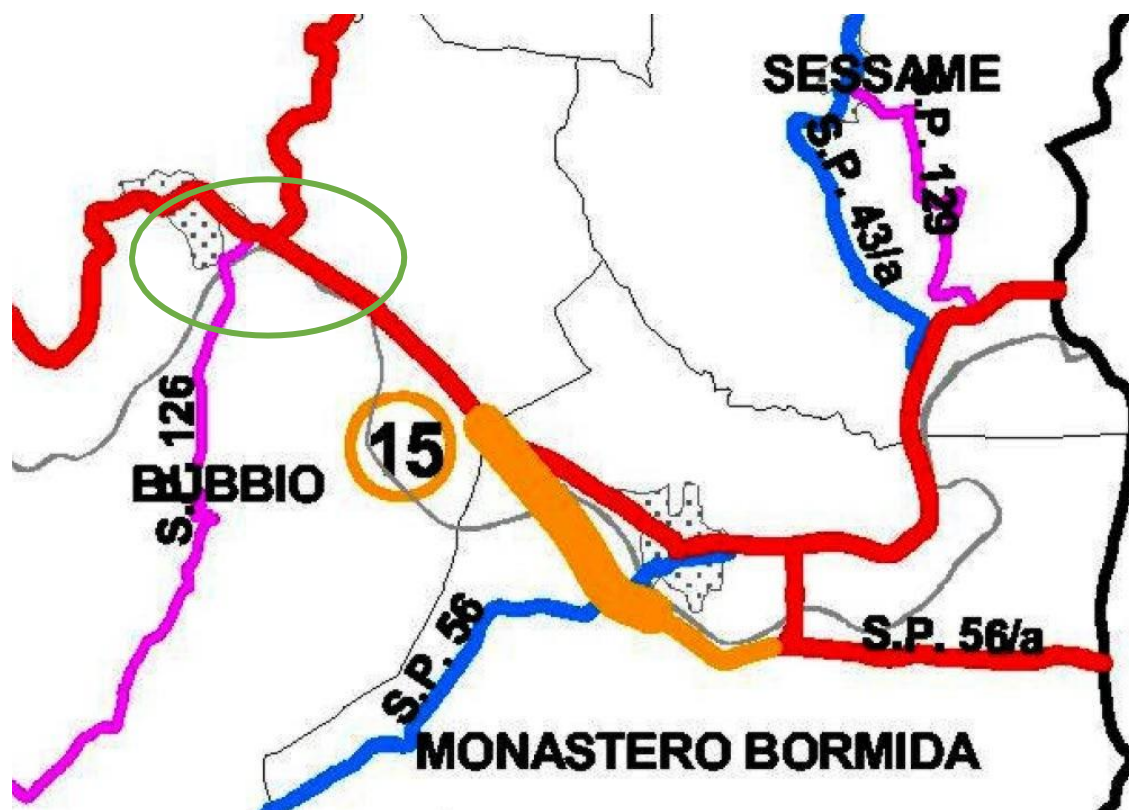 SESSAME
S.P. 129
S.P. 43/a
15
S.P. 126
BUBBIO
S.P. 56
S.P. 56/a
MONASTERO BORMIDA